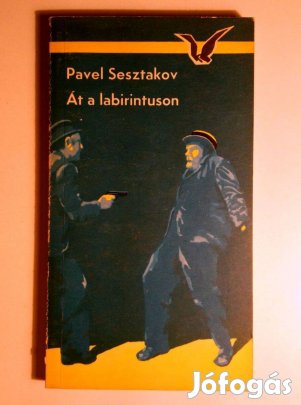 Pavel Sesztakov
Át a labirintuson
Jófogás